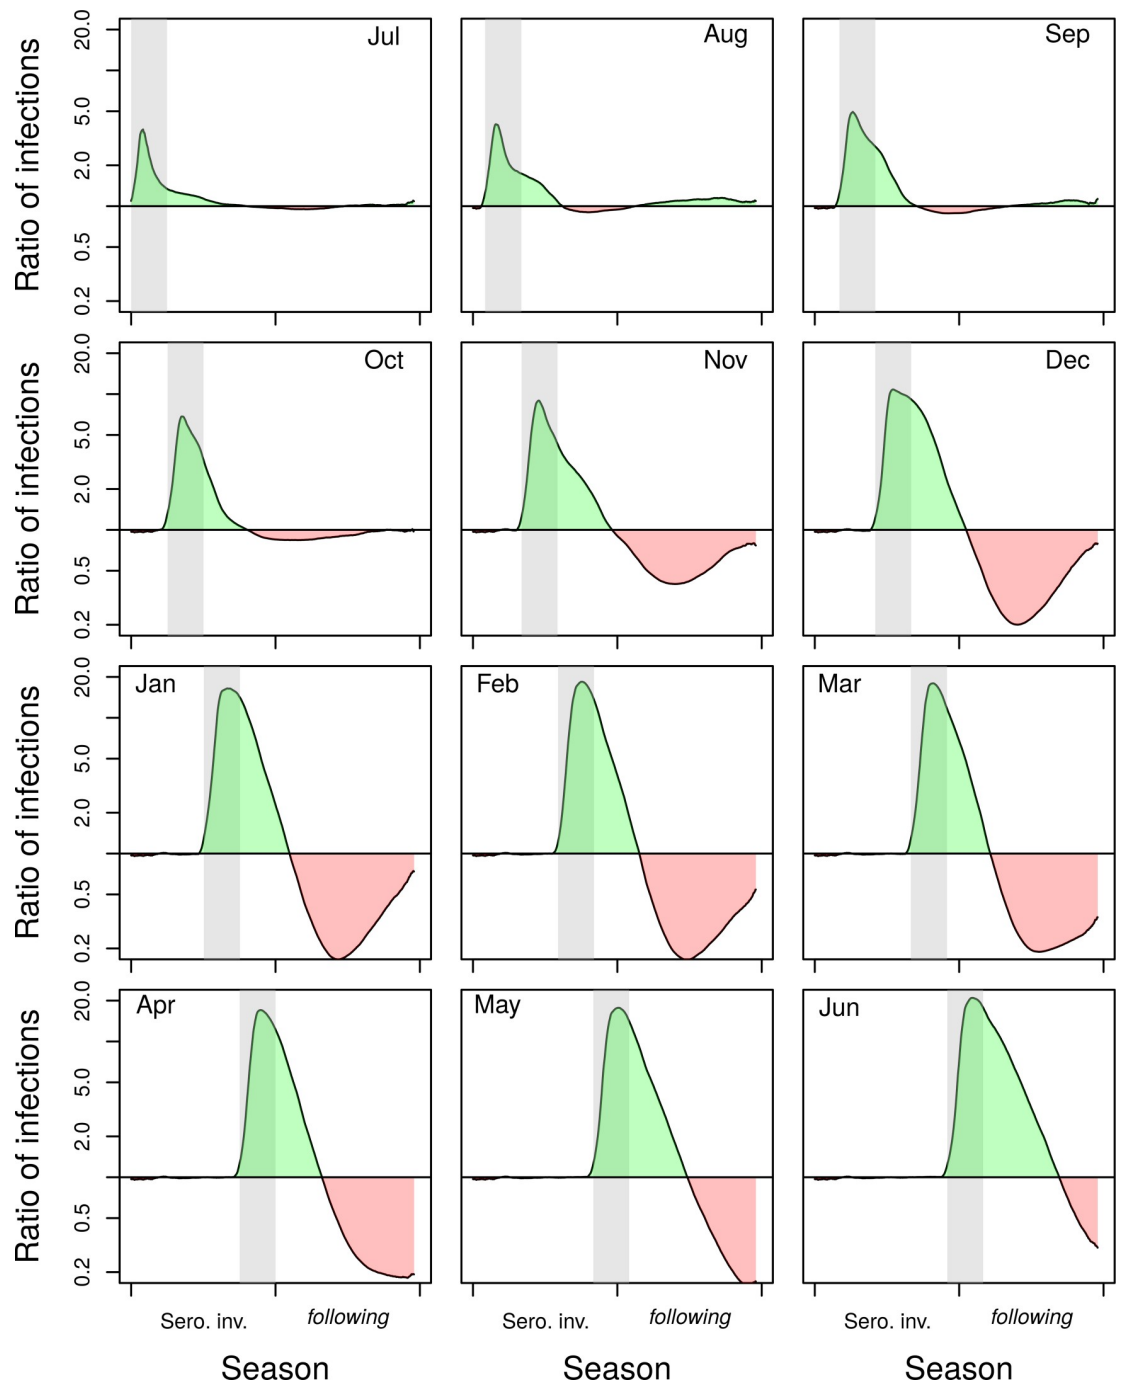 Jul
Aug
Sep
Ratio of infections
20.0
5.0
2.0
0.5
0.2
Oct
Nov
Dec
Ratio of infections
20.0
5.0
2.0
0.5
0.2
Jan
Feb
Mar
Ratio of infections
20.0
5.0
2.0
0.5
0.2
Apr
May
Jun
Ratio of infections
20.0
5.0
2.0
0.5
0.2
Sero. inv. following
Sero. inv. following
Sero. inv. following
Season
Season
Season